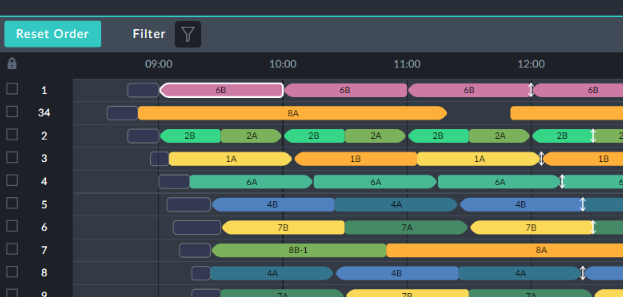 Reset Order Filter
09:00 10:00 11:00 12:00
1 6B 6B 6B 6B
34 8A
2 2B 2A 2B 2A 2B 2A 2B
3 1A 1B 1A 1B
4 6A 6A 6A
5 4B 4A 4B
6 7B 7A 7B
7 8B-1 8A
8 4A 4B 4A
9 7A 7B 7A